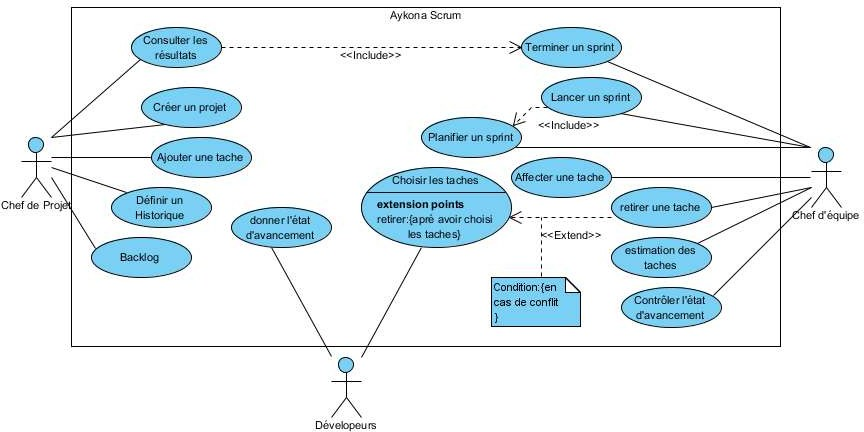 Aykona Scrum
Consulter les
résultats
<<Include>>
Terminer un sprint
Créer un projet
Lancer un sprint
<<Include>>
Planifier un sprint
Ajouter une tache
Choisir les taches
extension points
retirer:{apré avoir choisi
les taches}
Affecter une tache
Chef de Projet
Définir un
Historique
donner l'état
d'avancement
retirer une tache
Chef d'équipe
<<Extend>>
Backlog
estimation des
taches
Condition:{en
cas de conflit
}
Contrôler l'état
d'avancement
Dévelopeurs